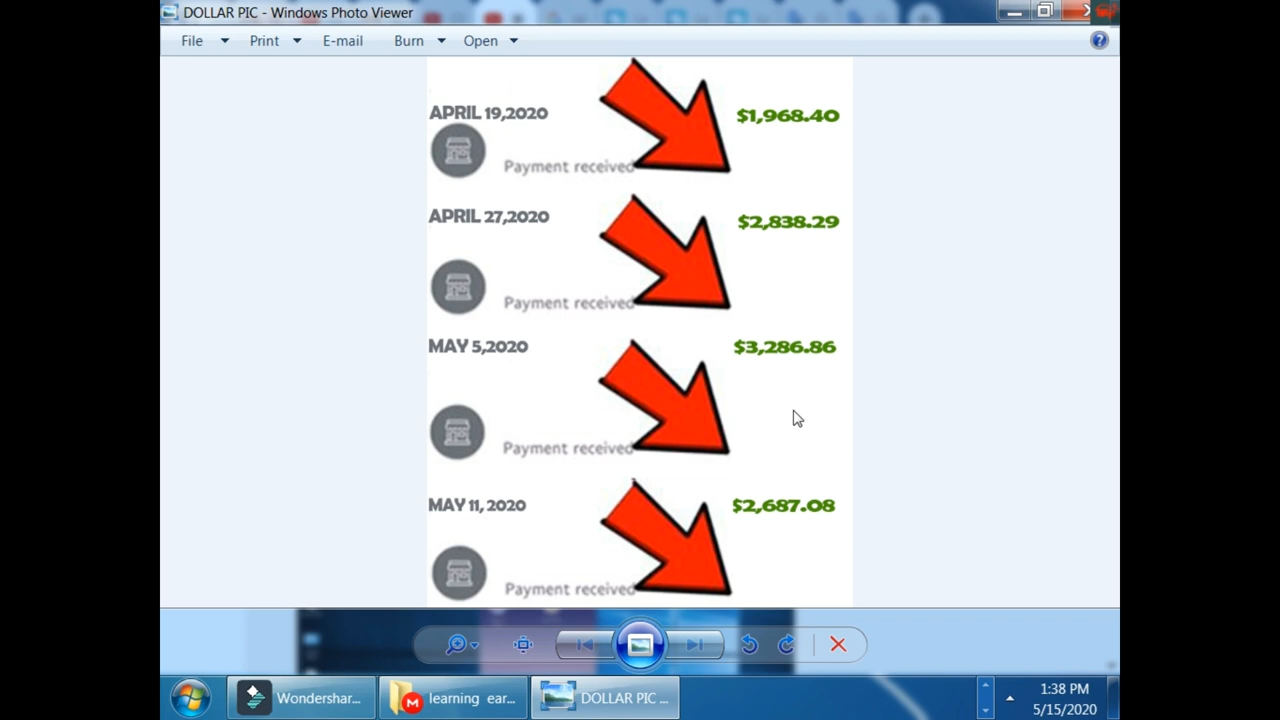 DOLLAR PIC - Windows Photo Viewer
File Print E-mail Burn Open
APRIL 19,2020 $1,968.40
Payment received
APRIL 27,2020 $2,838.29
Payment received
MAY 5,2020 $3,286.86
Payment received
MAY 11, 2020 $2,687.08
Payment received
Wondershar... learning ear... DOLLAR PIC ...
1:38 PM
5/15/2020